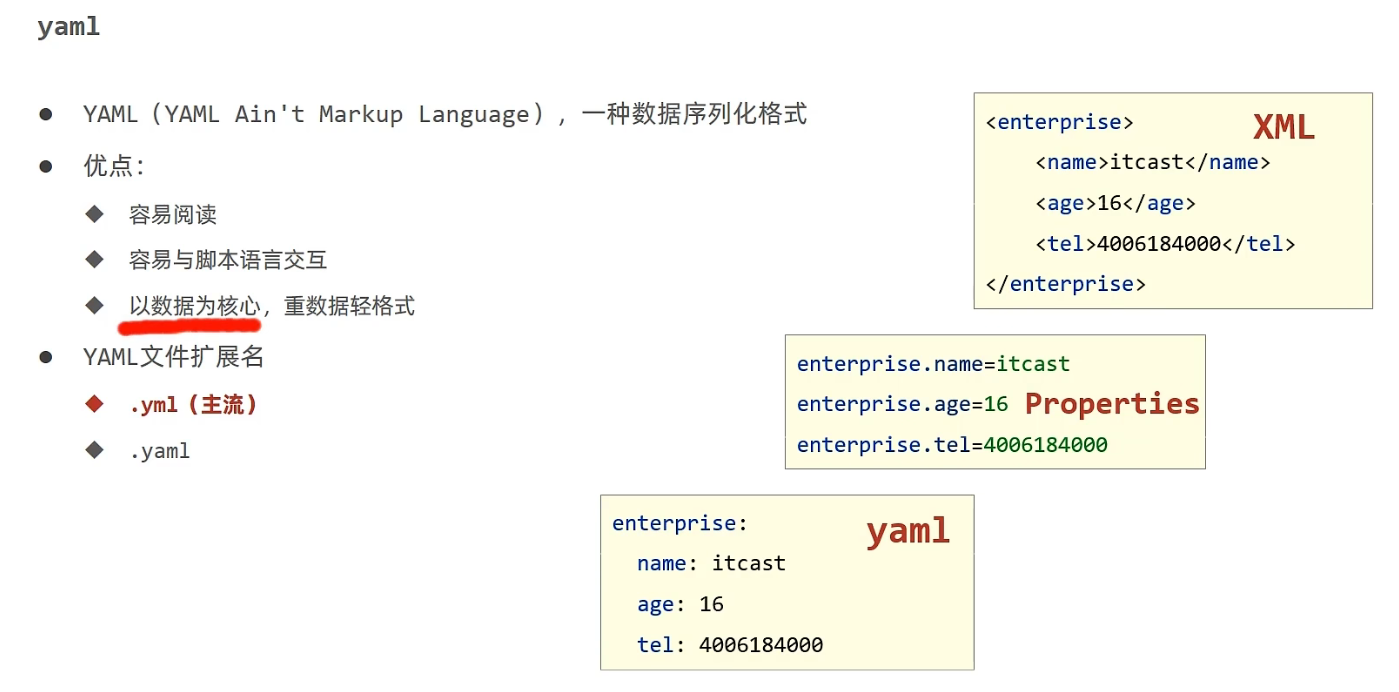 yaml
YAML（YAML Ain't Markup Language），一种数据序列化格式
优点：
容易阅读
容易与脚本语言交互
以数据为核心，重数据轻格式
YAML文件扩展名
.yml（主流）
.yaml
<enterprise>
XML
<name>itcast</name>
<age>16</age>
<tel>4006184000</tel>
</enterprise>
enterprise.name=itcast
enterprise.age=16
Properties
enterprise.tel=4006184000
enterprise:
yaml
name: itcast
age: 16
tel: 4006184000